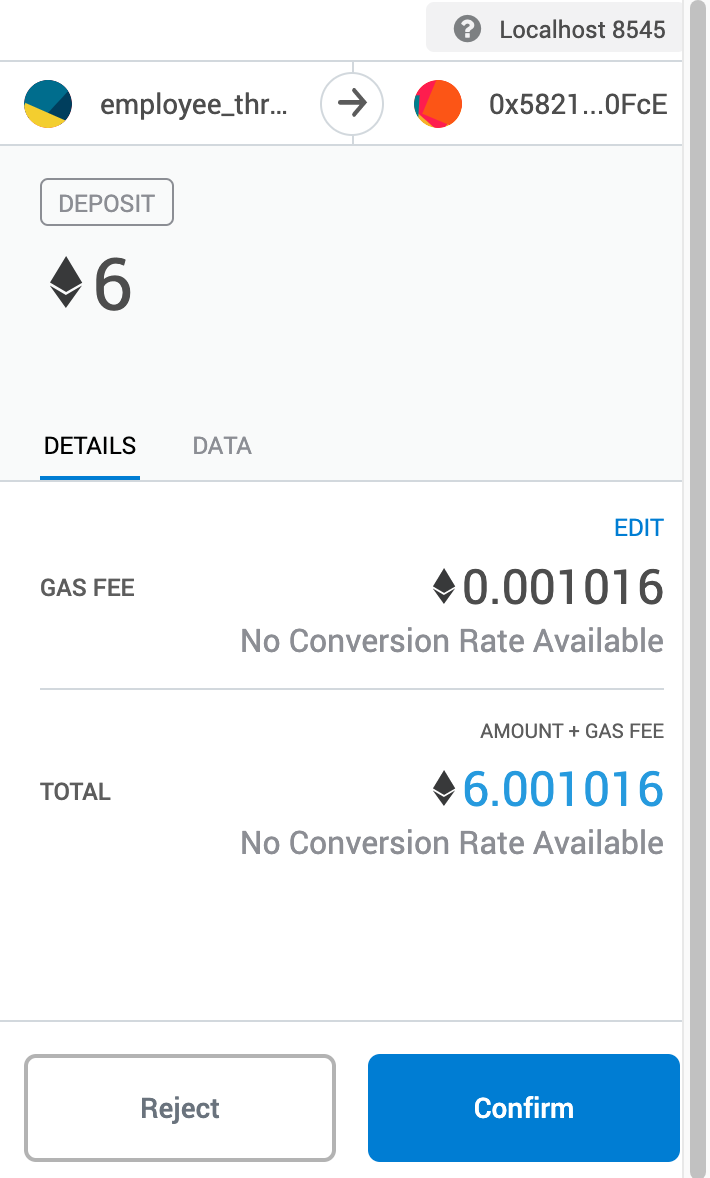 ? Localhost 8545
employee_thr... 0x5821...0FcE
DEPOSIT
6
DETAILS DATA
EDIT
GAS FEE 0.001016
No Conversion Rate Available
AMOUNT + GAS FEE
TOTAL 6.001016
No Conversion Rate Available
Reject Confirm